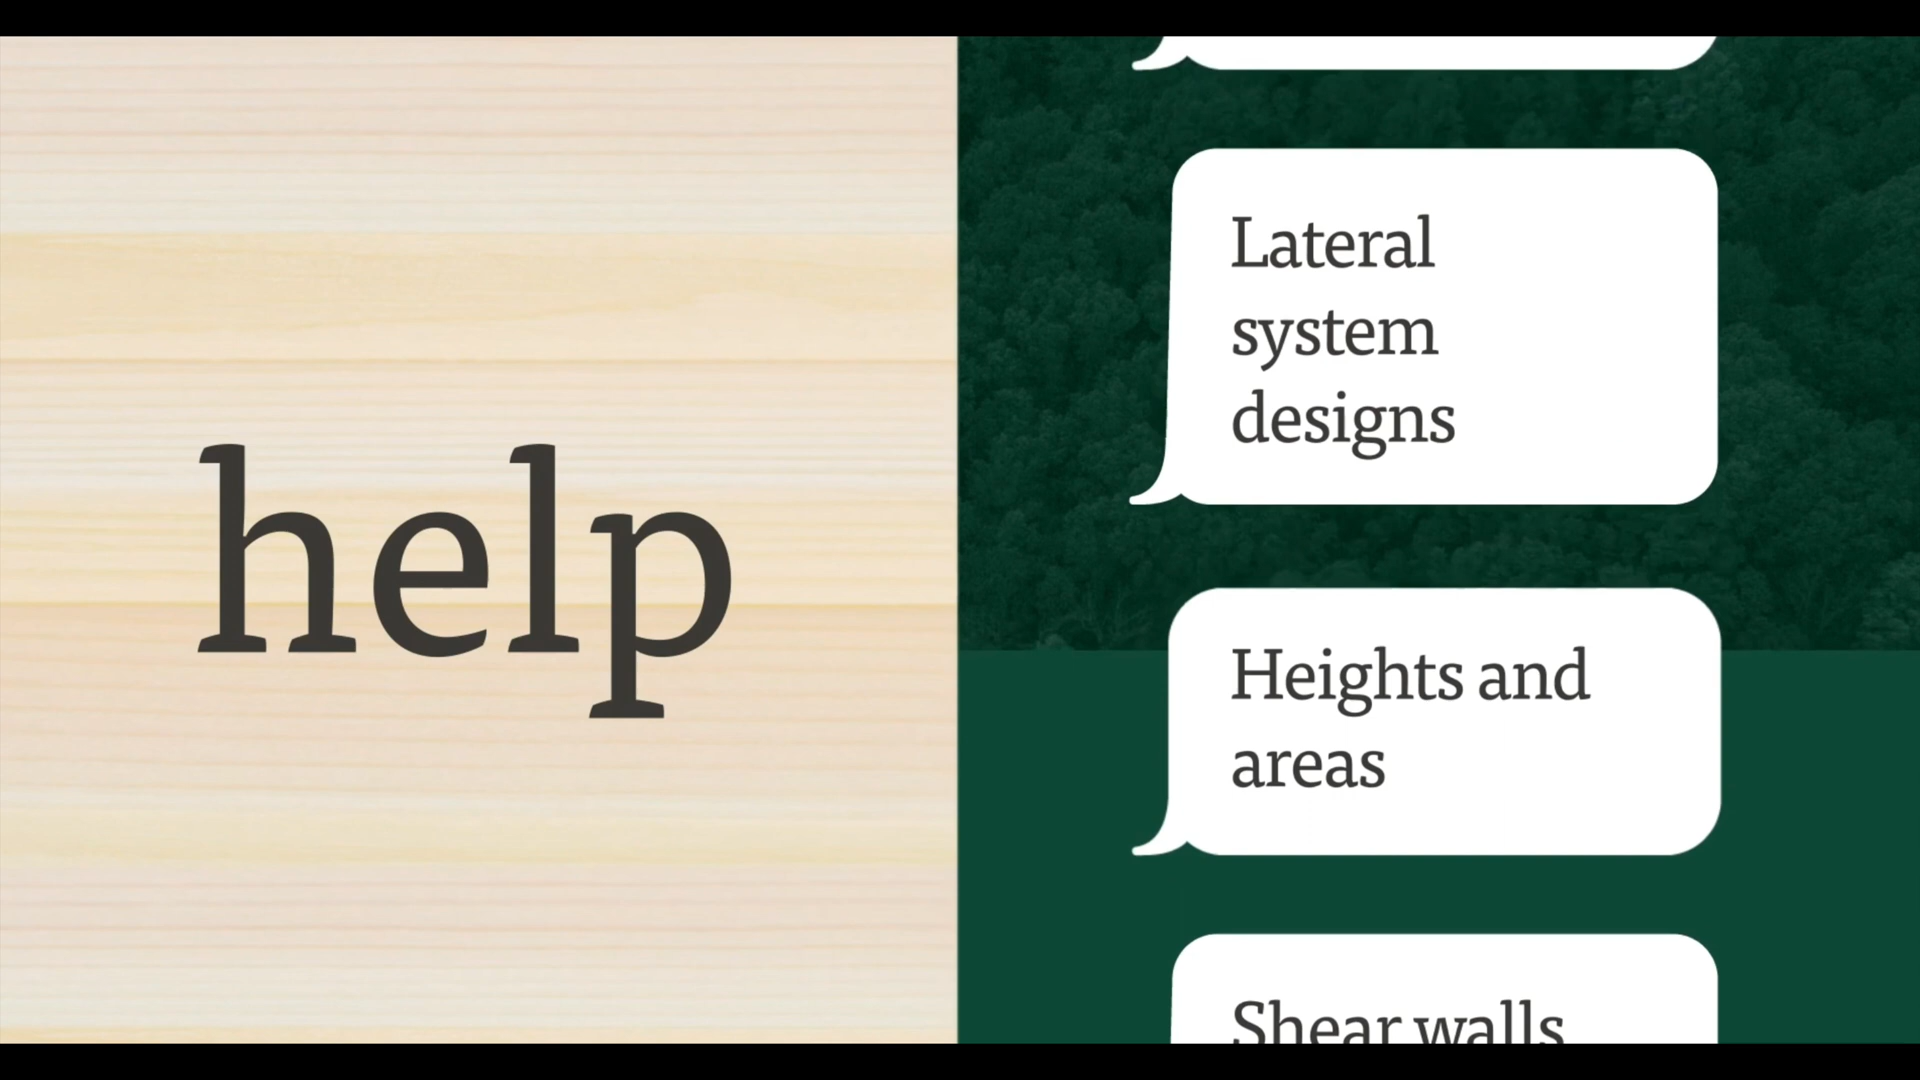 help
Lateral
system
designs
Heights and
areas
Shear walls